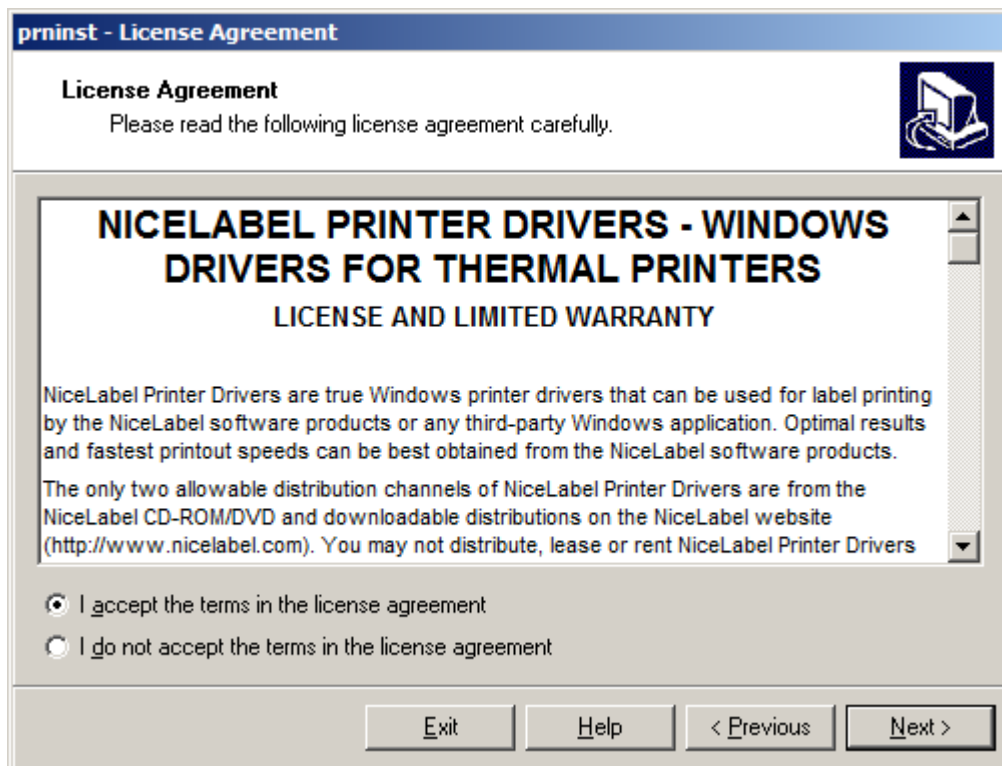 prninst - License Agreement
License Agreement
Please read the following license agreement carefully.
NICELABEL PRINTER DRIVERS - WINDOWS
DRIVERS FOR THERMAL PRINTERS
LICENSE AND LIMITED WARRANTY
NiceLabel Printer Drivers are true Windows printer drivers that can be used for label printing
by the NiceLabel software products or any third-party Windows application. Optimal results
and fastest printout speeds can be best obtained from the NiceLabel software products.
The only two allowable distribution channels of NiceLabel Printer Drivers are from the
NiceLabel CD-ROM/DVD and downloadable distributions on the NiceLabel website
(http://www.nicelabel.com). You may not distribute, lease or rent NiceLabel Printer Drivers
I accept the terms in the license agreement
I do not accept the terms in the license agreement
Exit Help < Previous Next >